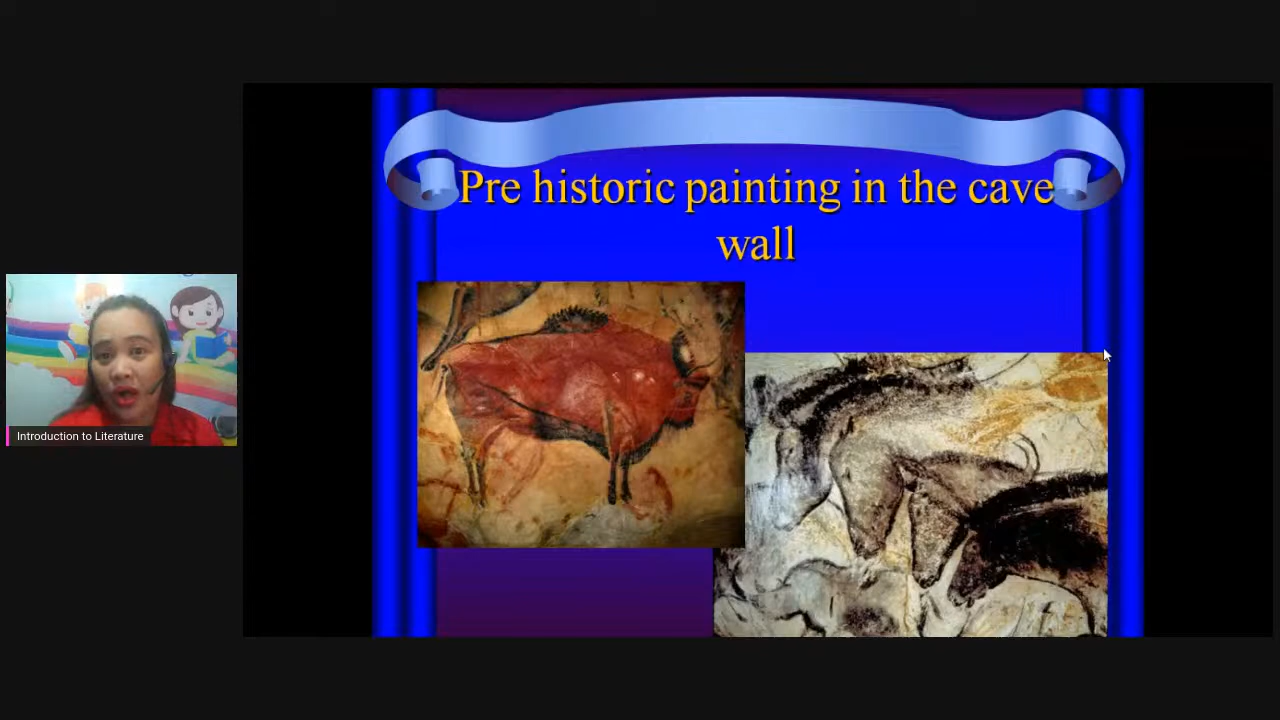 Pre historic painting in the cave
wall
Introduction to Literature